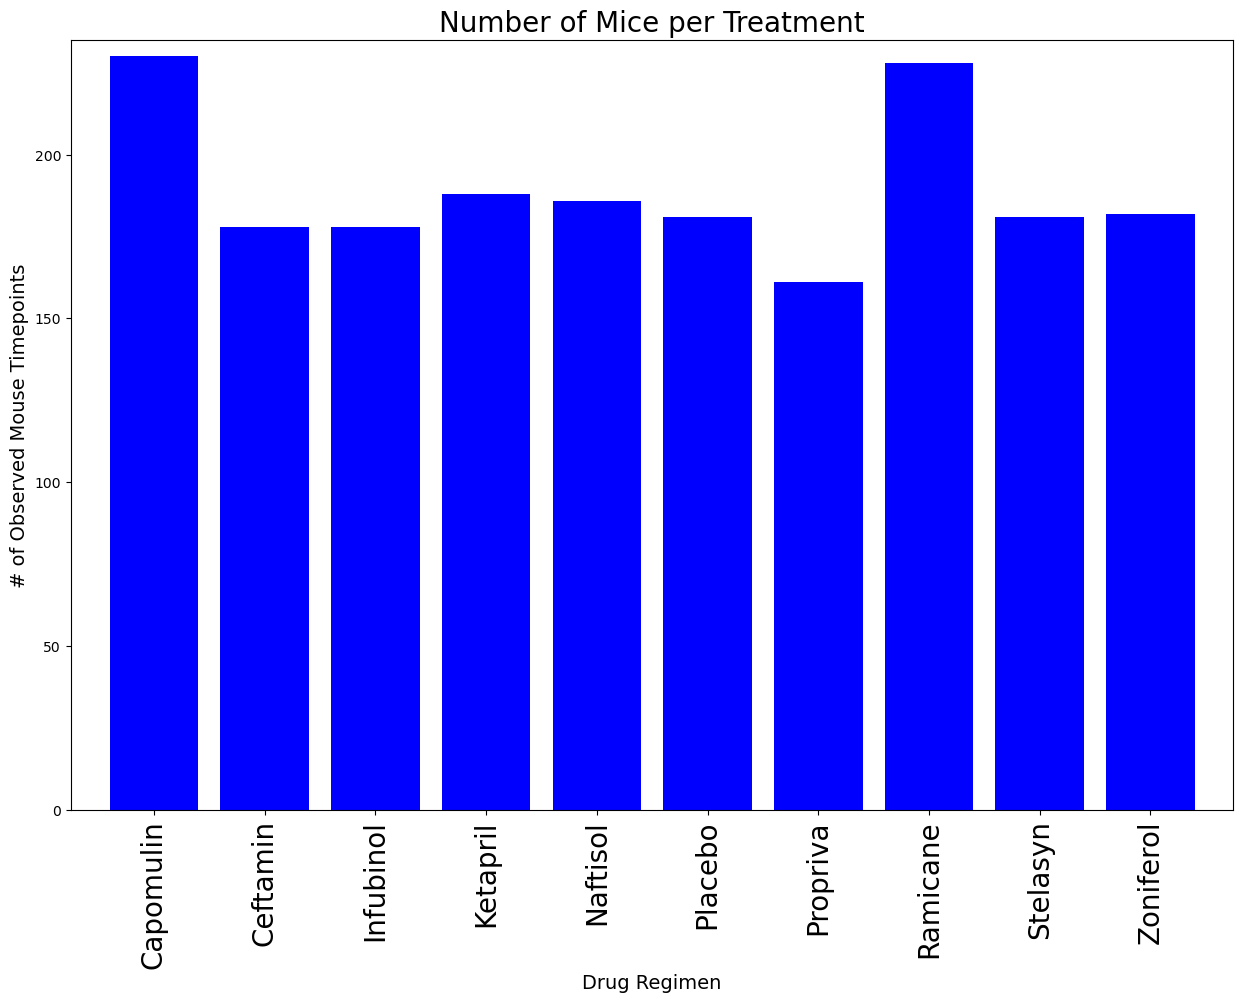 Number of Mice per Treatment
# of Observed Mouse Timepoints
200
150
100
50
0
Capomulin
Ceftamin
Infubinol
Ketapril
Naftisol
Placebo
Propriva
Ramicane
Stelasyn
Zoniferol
Drug Regimen